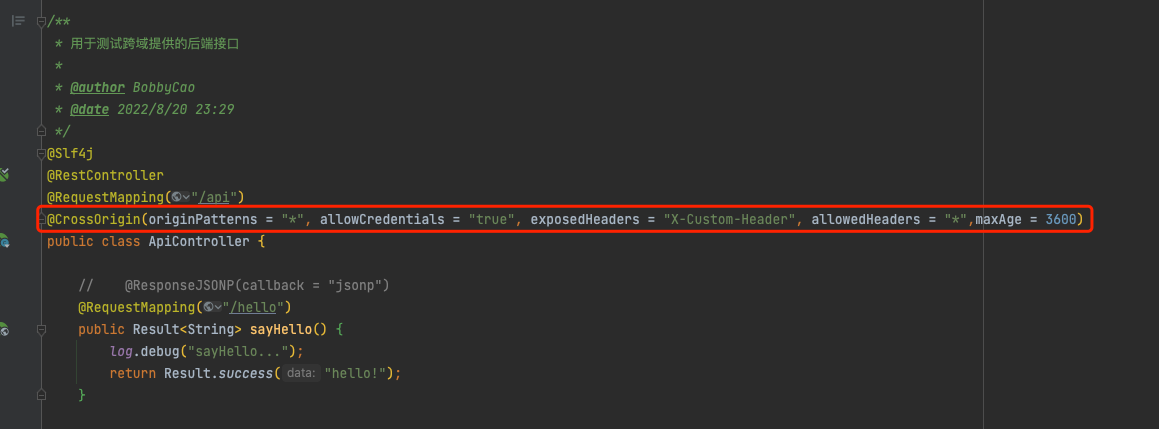 /**
* 用于测试跨域提供的后端接口
*
* @author BobbyCao
* @date 2022/8/20 23:29
*/
@Slf4j
@RestController
@RequestMapping("/api")
@CrossOrigin(originPatterns = "*", allowCredentials = "true", exposedHeaders = "X-Custom-Header", allowedHeaders = "*",maxAge = 3600)
public class ApiController {
//    @ResponseJSONP(callback = "jsonp")
@RequestMapping("/hello")
public Result<String> sayHello() {
log.debug("sayHello...");
return Result.success( data: "hello!");
}